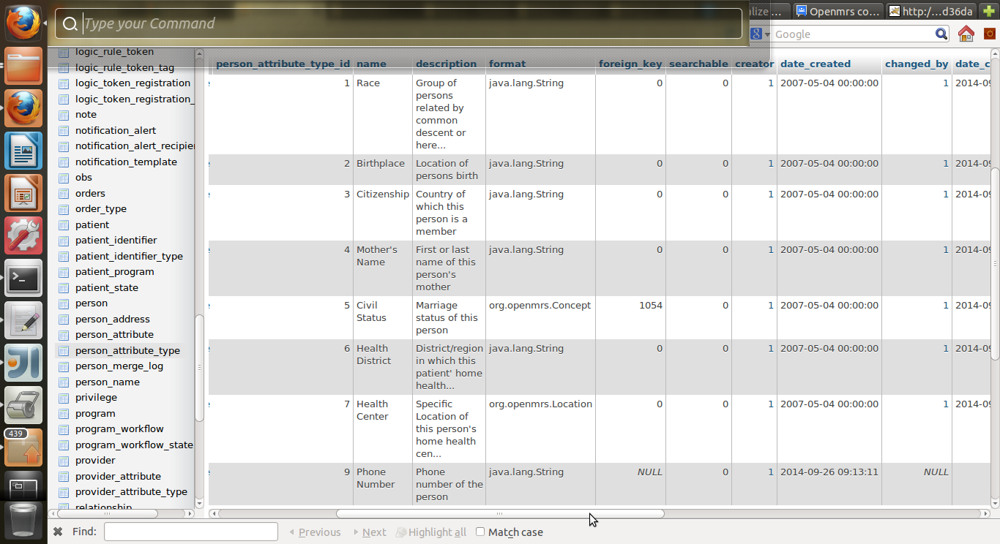 Type your Command
alize ...
Openmrs co...
http:/...d36da
Google
logic_rule_token
logic_rule_token_tag
logic_token_registration
logic_token_registration_
note
notification_alert
notification_alert_recipie
notification_template
obs
orders
order_type
patient
patient_identifier
patient_identifier_type
patient_program
patient_state
person
person_address
person_attribute
person_attribute_type
person_merge_log
person_name
privilege
program
program_workflow
program_workflow_state
provider
provider_attribute
provider_attribute_type
relationship
439
person_attribute_type_id name description format foreign_key searchable creator date_created changed_by date_c
e 1 Race Group of java.lang.String 0 0 1 2007-05-04 00:00:00 1 2014-09
persons
related by
common
descent or
here...
e 2 Birthplace Location of java.lang.String 0 0 1 2007-05-04 00:00:00 1 2014-09
persons birth
e 3 Citizenship Country of java.lang.String 0 0 1 2007-05-04 00:00:00 1 2014-09
which this
person is a
member
e 4 Mother's First or last java.lang.String 0 0 1 2007-05-04 00:00:00 1 2014-09
Name name of this
person's
mother
e 5 Civil Marriage org.openmrs.Concept 1054 0 1 2007-05-04 00:00:00 1 2014-09
Status status of this
person
e 6 Health District/region java.lang.String 0 0 1 2007-05-04 00:00:00 1 2014-09
District in which this
patient' home
health...
e 7 Health Specific org.openmrs.Location 0 0 1 2007-05-04 00:00:00 1 2014-09
Center Location of
this person's
home health
cen...
e 9 Phone Phone java.lang.String NULL 0 1 2014-09-26 09:13:11 NULL
Number number of the
person
Find: Previous Next Highlight all Match case